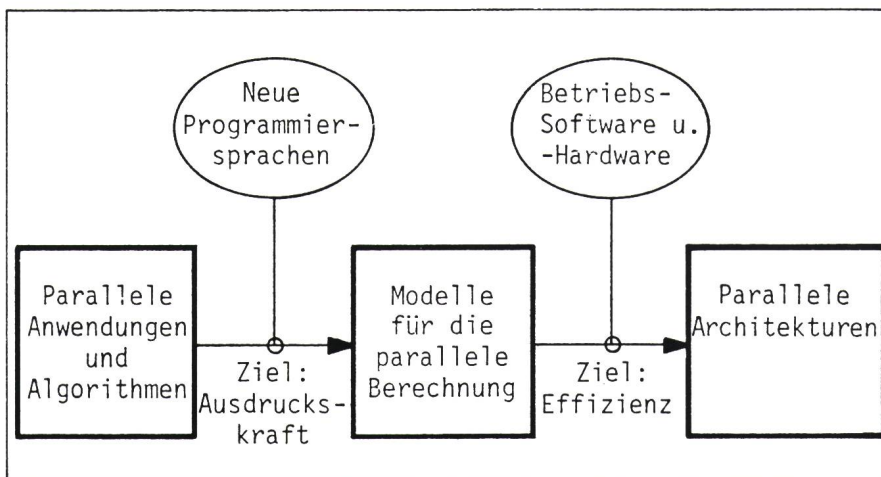 Neue
Programmier-
sprachen
Betriebs-
Software u.
-Hardware
Parallele
Anwendungen
und
Algorithmen
Ziel:
Ausdrucks-
kraft
Modelle
für die
parallele
Berechnung
Ziel:
Effizienz
Parallele
Architekturen